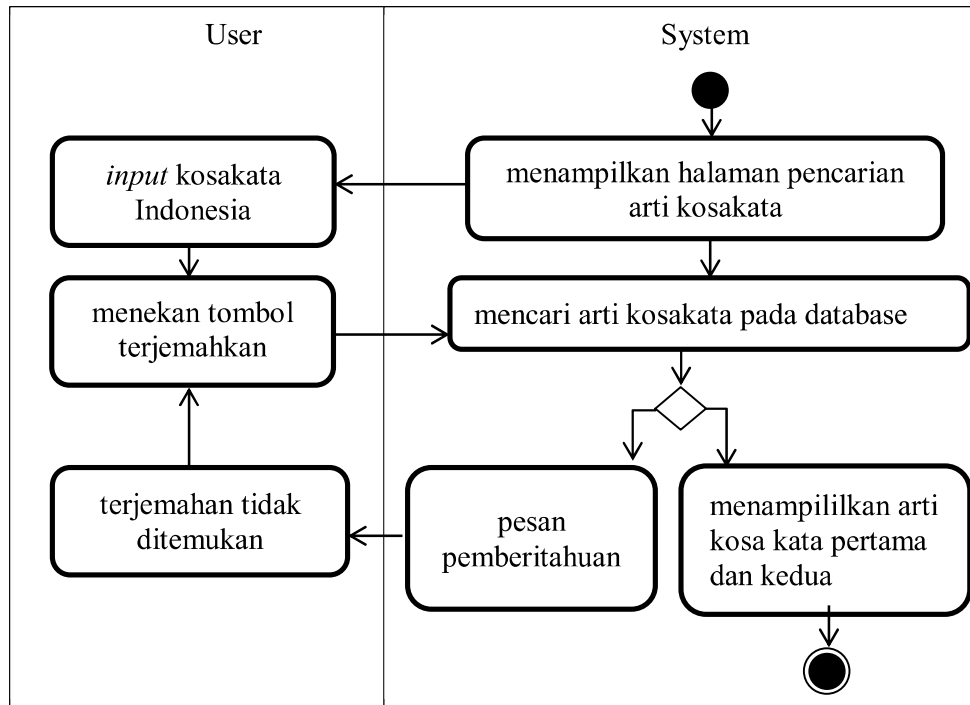 User
System
menampilkan halaman pencarian
arti kosakata
input kosakata
Indonesia
menekan tombol
terjemahkan
mencari arti kosakata pada database
terjemahan tidak
ditemukan
pesan
pemberitahuan
menampililkan arti
kosa kata pertama
dan kedua